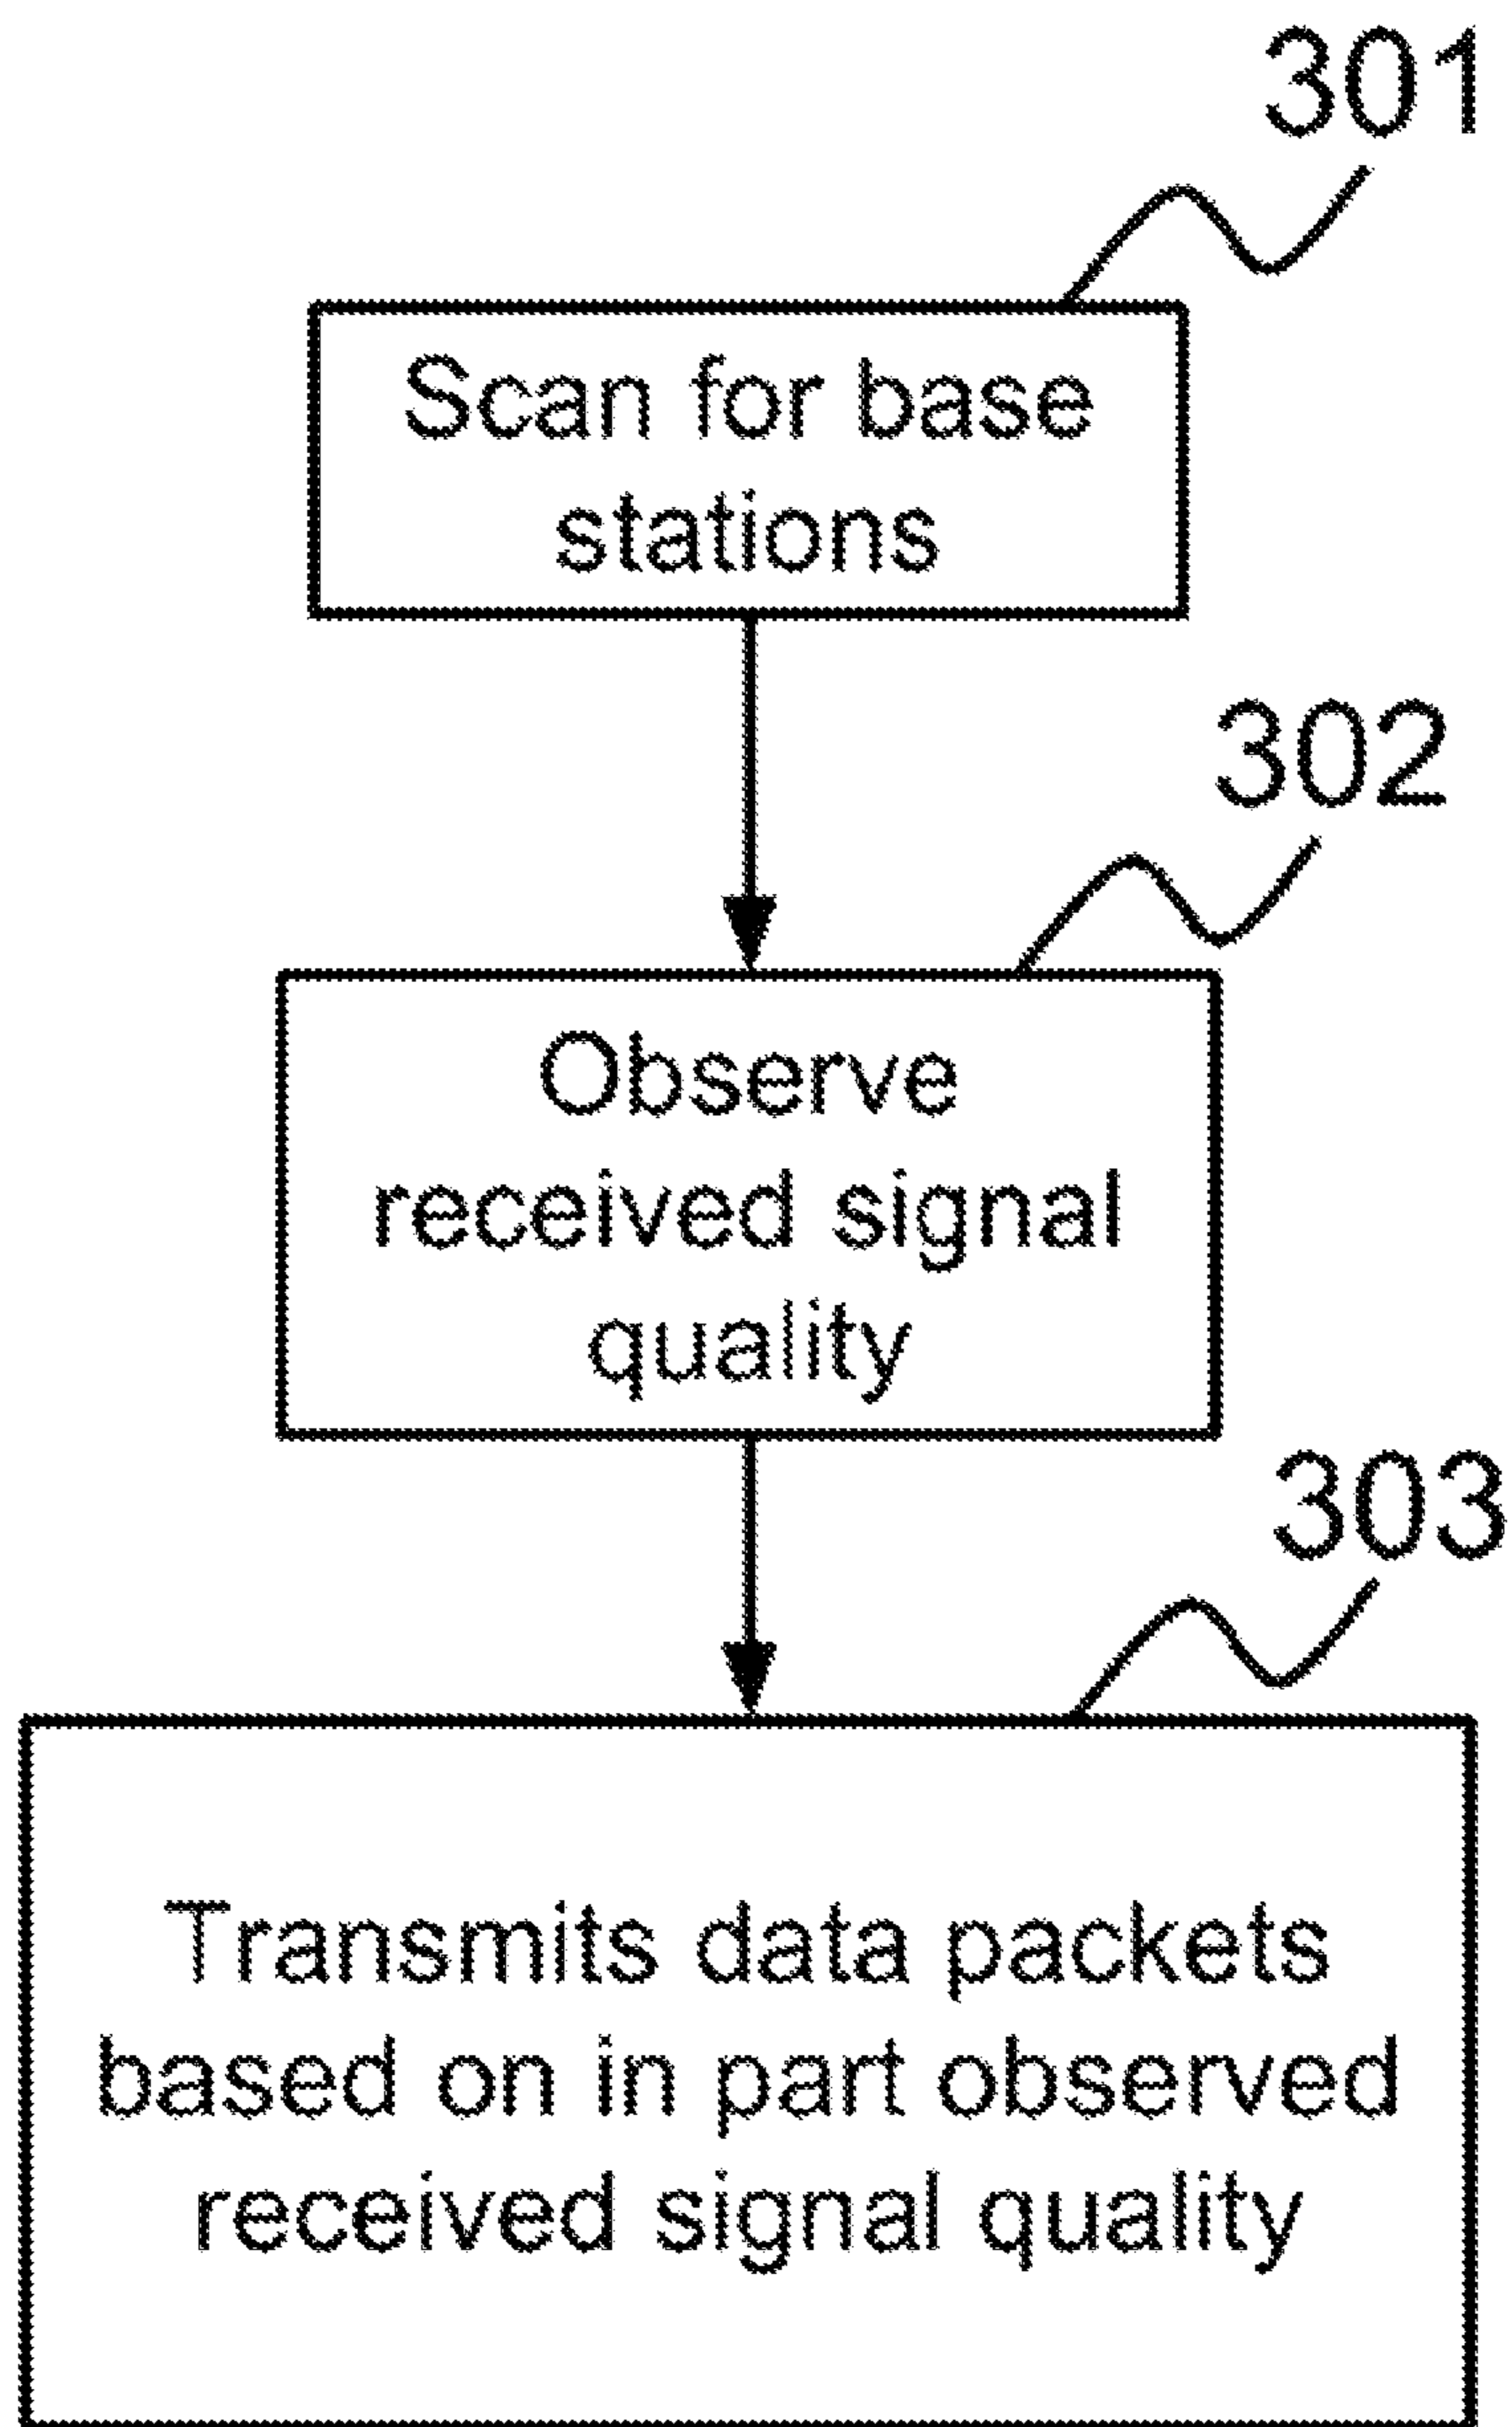 301
Scan for base
stations
302
Observe
received signal
quality
303
Transmits data packets
based on in part observed
received signal quality